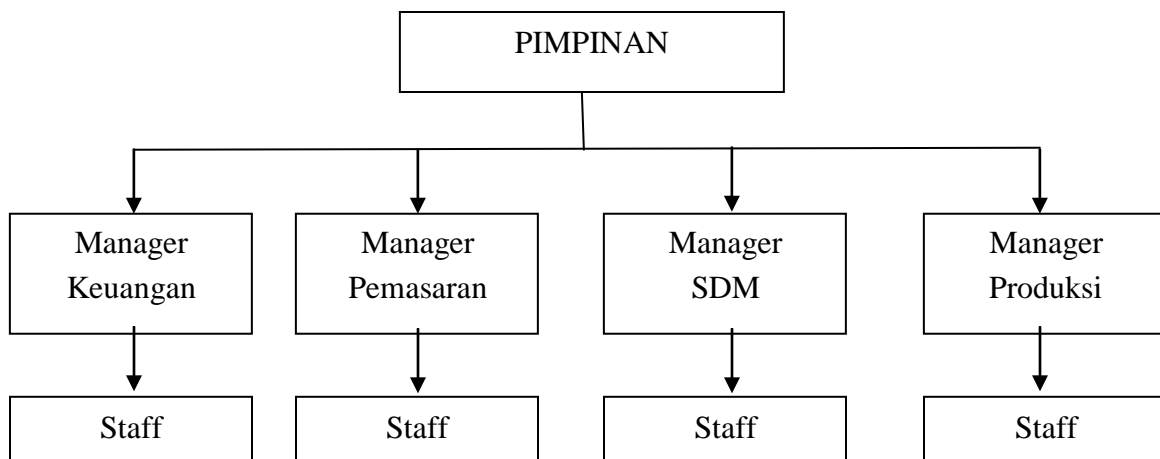 PIMPINAN
Manager
Keuangan
Manager
Pemasaran
Manager
SDM
Manager
Produksi
Staff
Staff
Staff
Staff